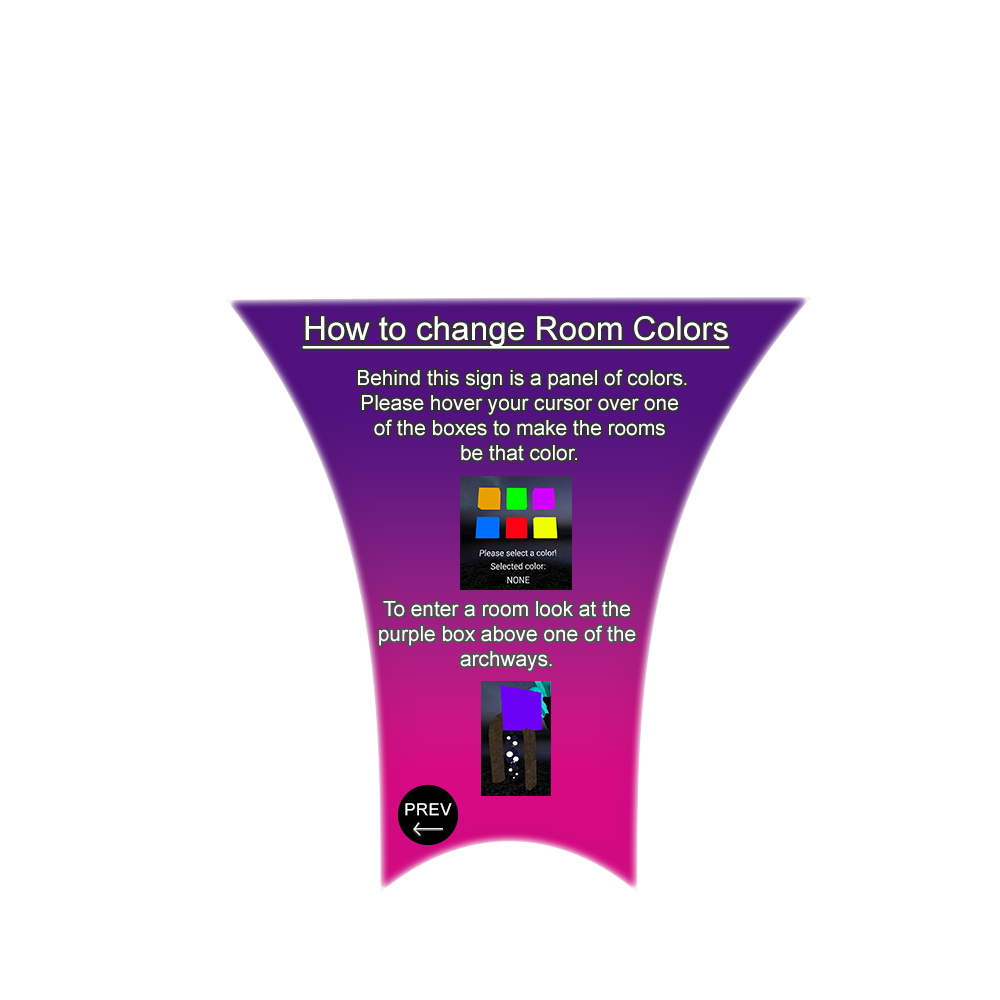 How to change Room Colors
Behind this sign is a panel of colors.
Please hover your cursor over one
of the boxes to make the rooms
be that color.
Please select a color!
Selected color:
NONE
To enter a room look at the
purple box above one of the
archways.
PREV